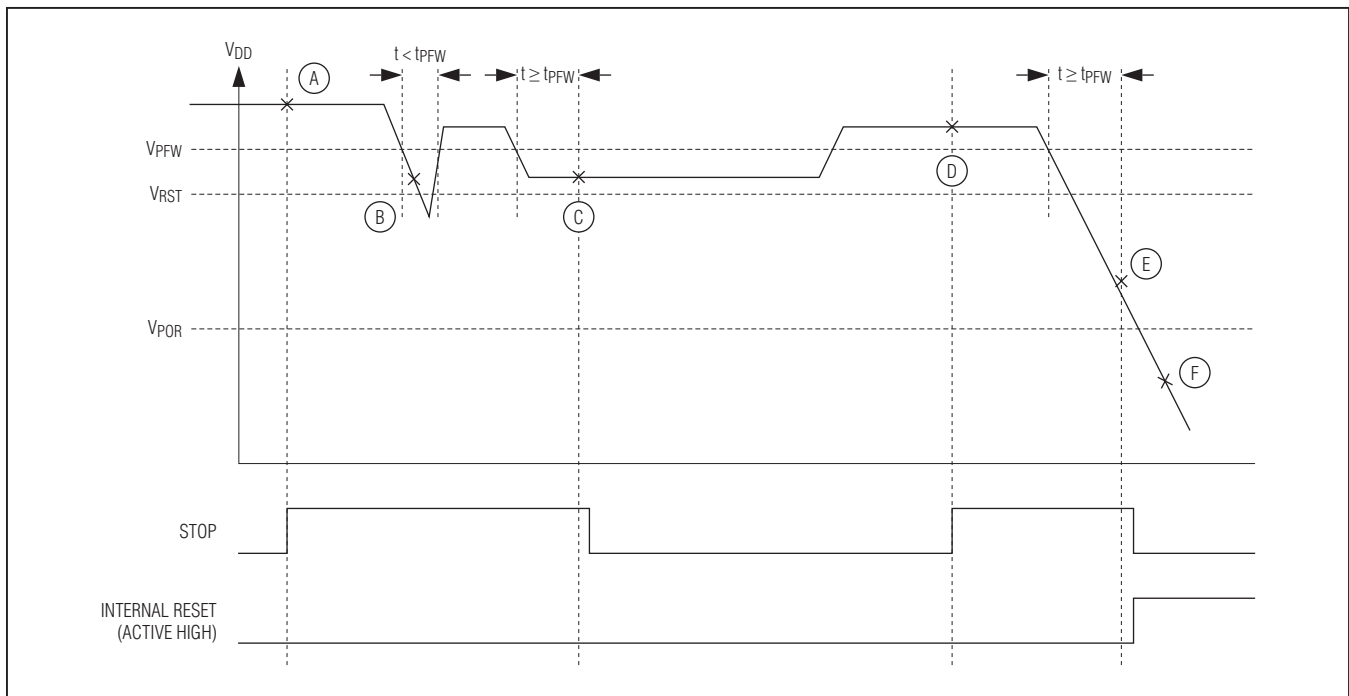 VDD
t < tPFW
t ≥ tPFW
t ≥ tPFW
A
VPFW
D
VRST
B
C
E
VPOR
F
STOP
INTERNAL RESET
(ACTIVE HIGH)